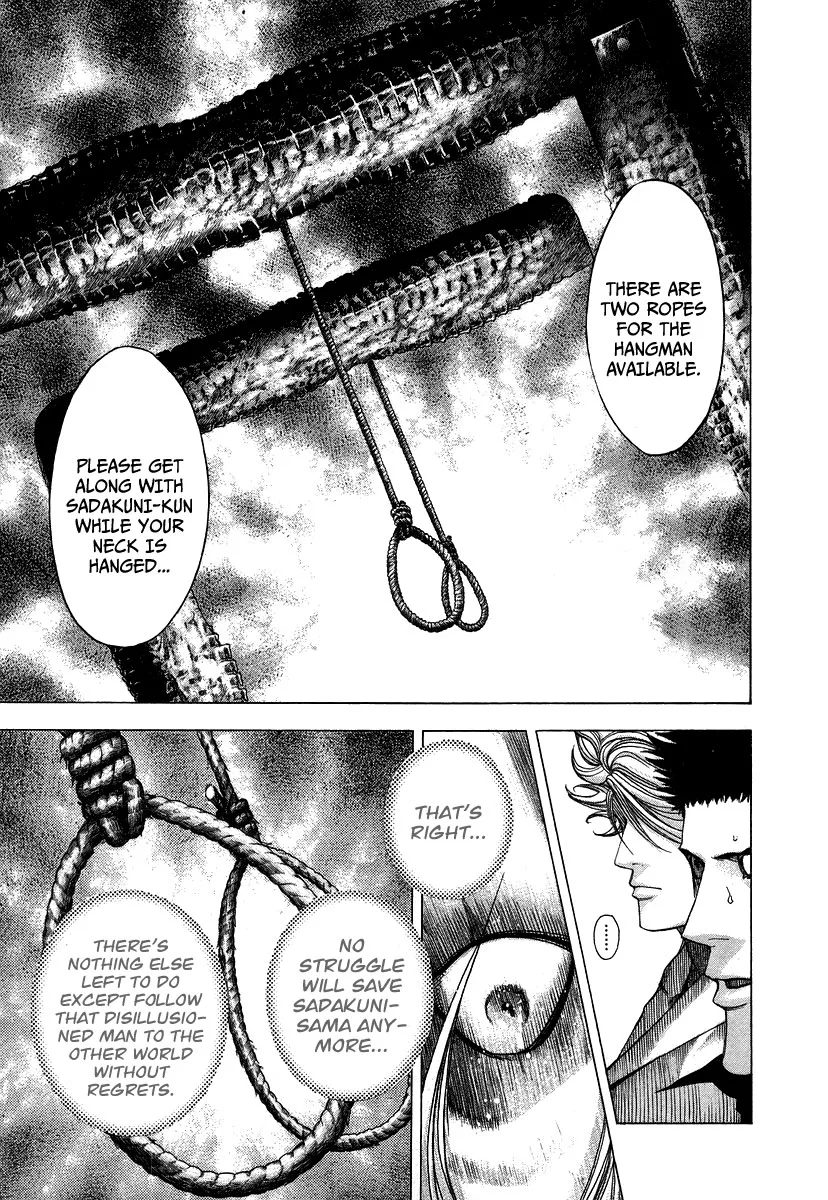 THERE ARE
TWO ROPES
FOR THE
HANGMAN
AVAILABLE.
PLEASE GET
ALONG WITH
SADAKUNI-KUN
WHILE YOUR
NECK IS
HANGED...
......
THAT'S
RIGHT...
NO
STRUGGLE
WILL SAVE
SADAKUNI-
SAMA ANY-
MORE...
THERE'S
NOTHING ELSE
LEFT TO DO
EXCEPT FOLLOW
THAT DISILLUSIO-
NED MAN TO THE
OTHER WORLD
WITHOUT
REGRETS.